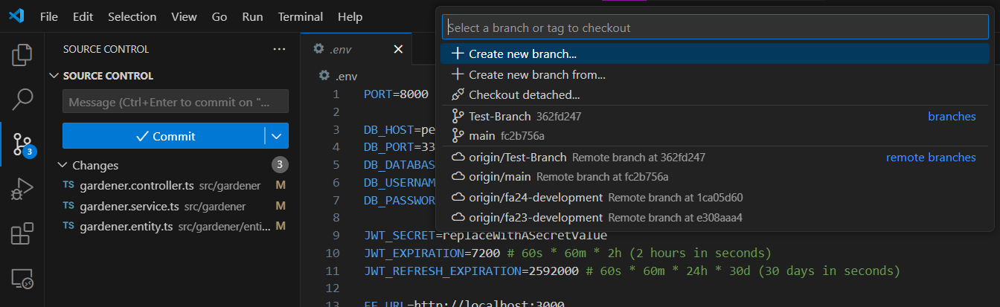 File Edit Selection View Go Run Terminal Help
SOURCE CONTROL
SOURCE CONTROL
Message (Ctrl+Enter to commit on "...
Commit
Changes 3
TS gardener.controller.ts src/gardener M
TS gardener.service.ts src/gardener M
TS gardener.entity.ts src/gardener/enti... M
3
.env
.env
1 PORT=8000
2
3 DB_HOST=pe
4 DB_PORT=33
5 DB_DATABAS
6 DB_USERNAM
7 DB_PASSWOR
8
9 JWT_SECRET=replaceWithASecretValue
10 JWT_EXPIRATION=7200 # 60s * 60m * 2h (2 hours in seconds)
11 JWT_REFRESH_EXPIRATION=2592000 # 60s * 60m * 24h * 30d (30 days in seconds)
12
13 FE_URL=http://localhost:3000
Select a branch or tag to checkout
Create new branch...
Create new branch from...
Checkout detached...
Test-Branch 362fd247 branches
main fc2b756a
origin/Test-Branch Remote branch at 362fd247 remote branches
origin/main Remote branch at fc2b756a
origin/fa24-development Remote branch at 1ca05d60
origin/fa23-development Remote branch at e308aaa4